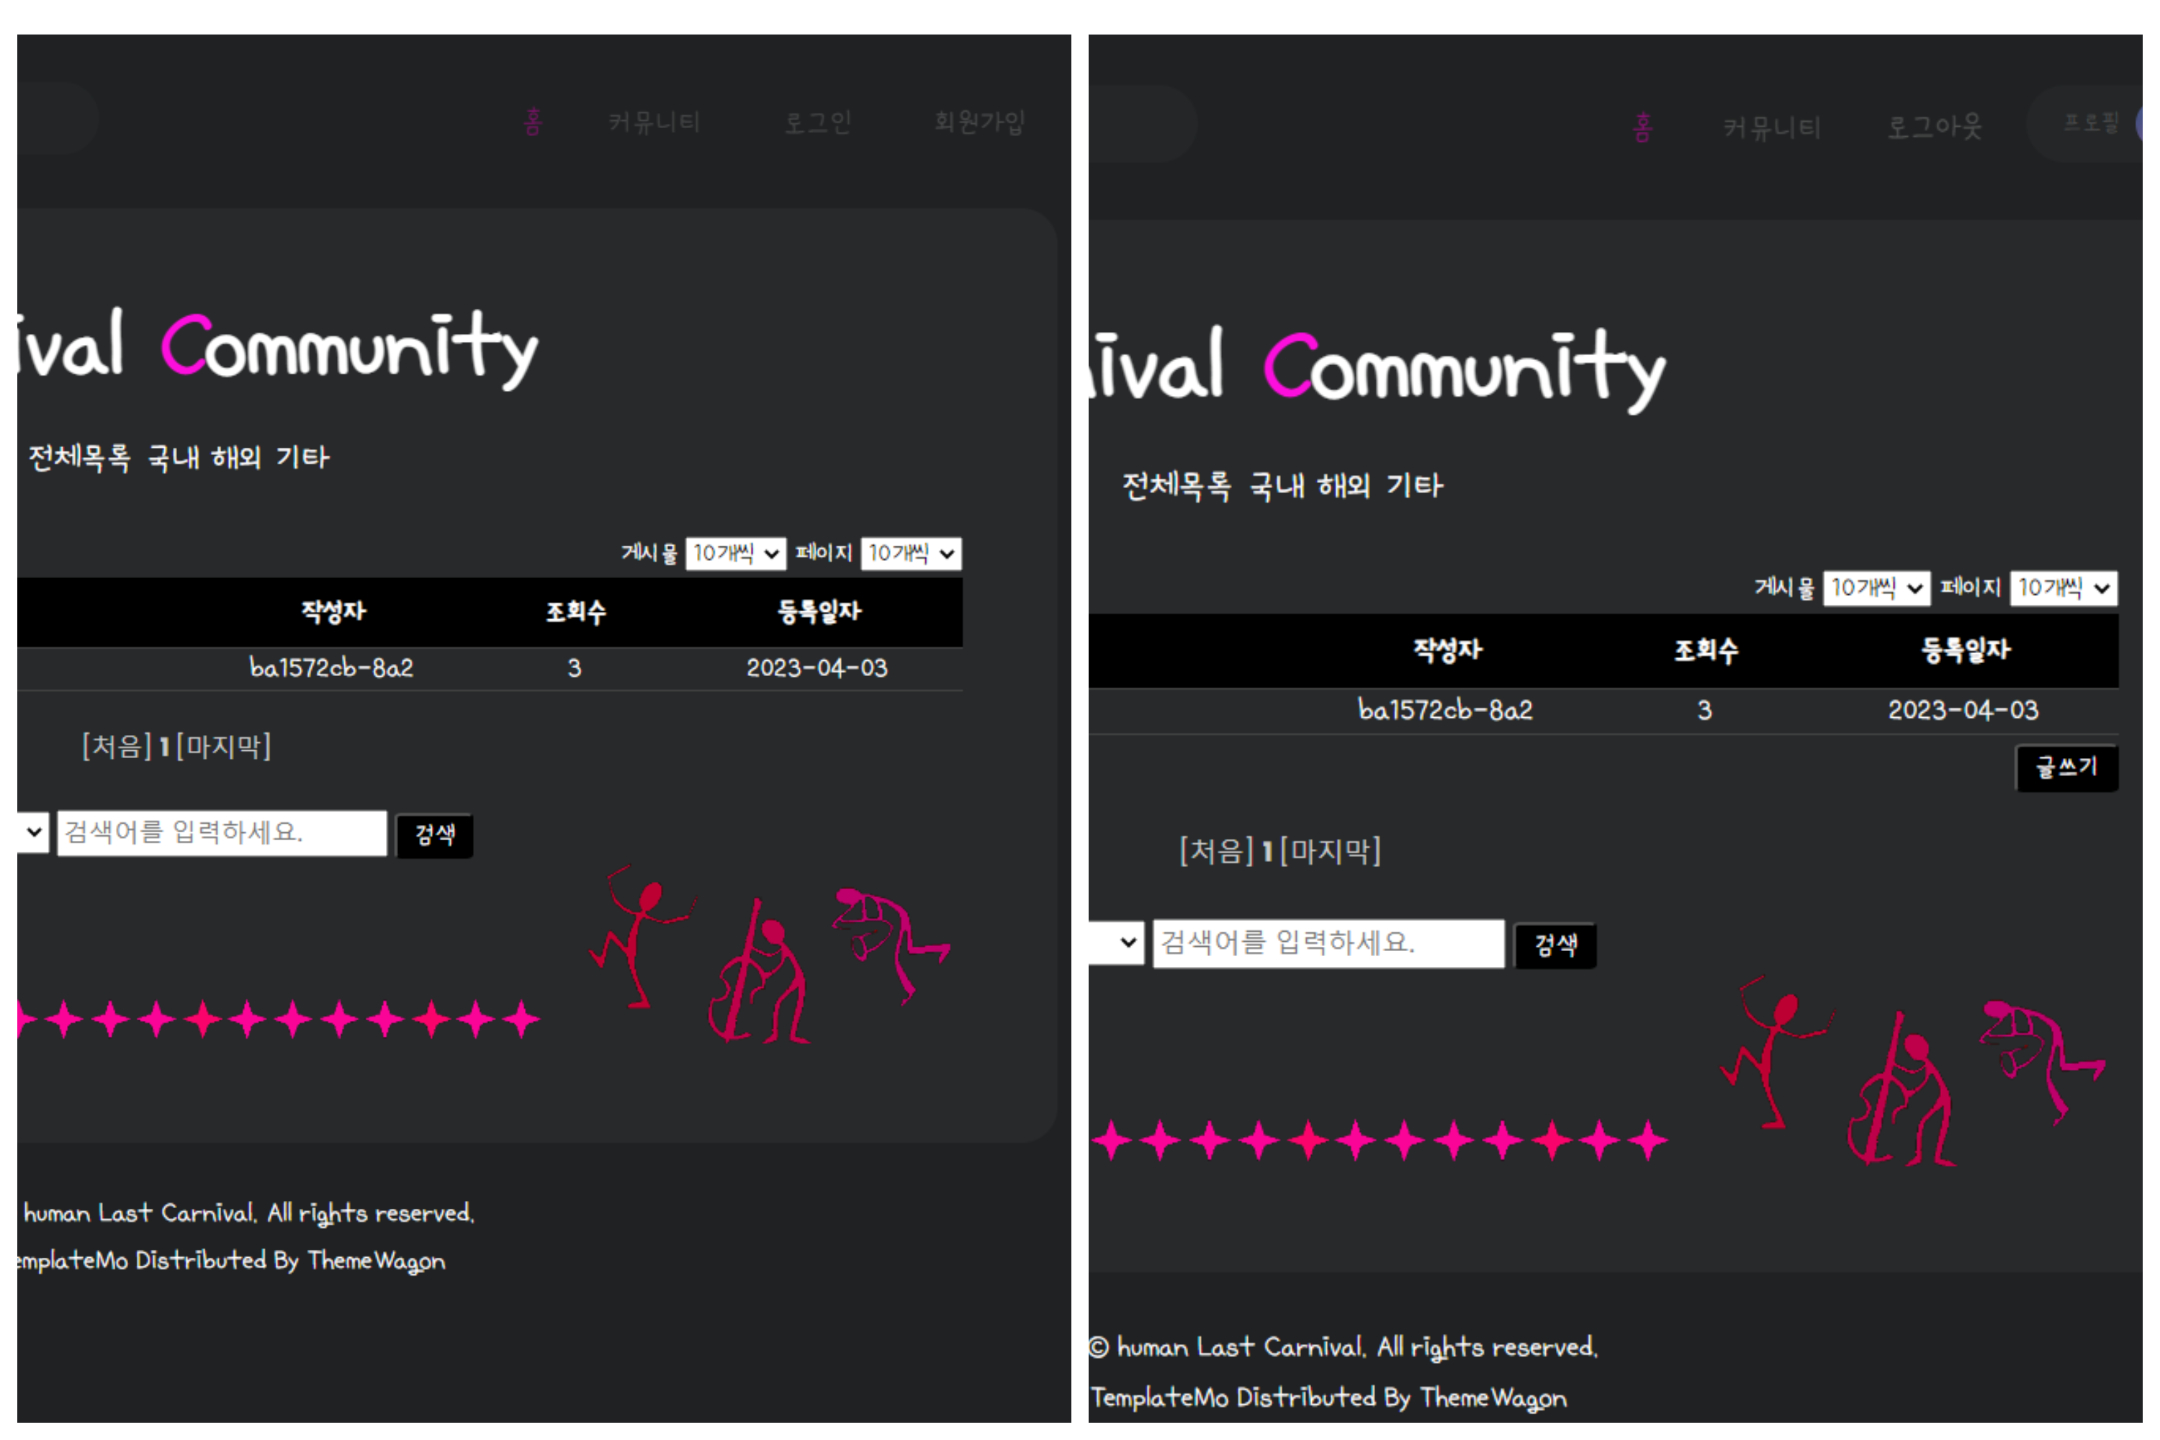 홈 커뮤니티 로그인 회원가입
ival Community
전체목록 국내 해외 기타
게시물 10개씩 페이지 10개씩
작성자 조회수 등록일자
ba1572cb-8a2 3 2023-04-03
[처음] 1 [마지막]
검색어를 입력하세요. 검색
human Last Carnival. All rights reserved.
emplateMo Distributed By ThemeWagon
홈 커뮤니티 로그아웃 프로필
nival Community
전체목록 국내 해외 기타
게시물 10개씩 페이지 10개씩
작성자 조회수 등록일자
ba1572cb-8a2 3 2023-04-03
글쓰기
[처음] 1 [마지막]
검색어를 입력하세요. 검색
© human Last Carnival. All rights reserved.
TemplateMo Distributed By ThemeWagon